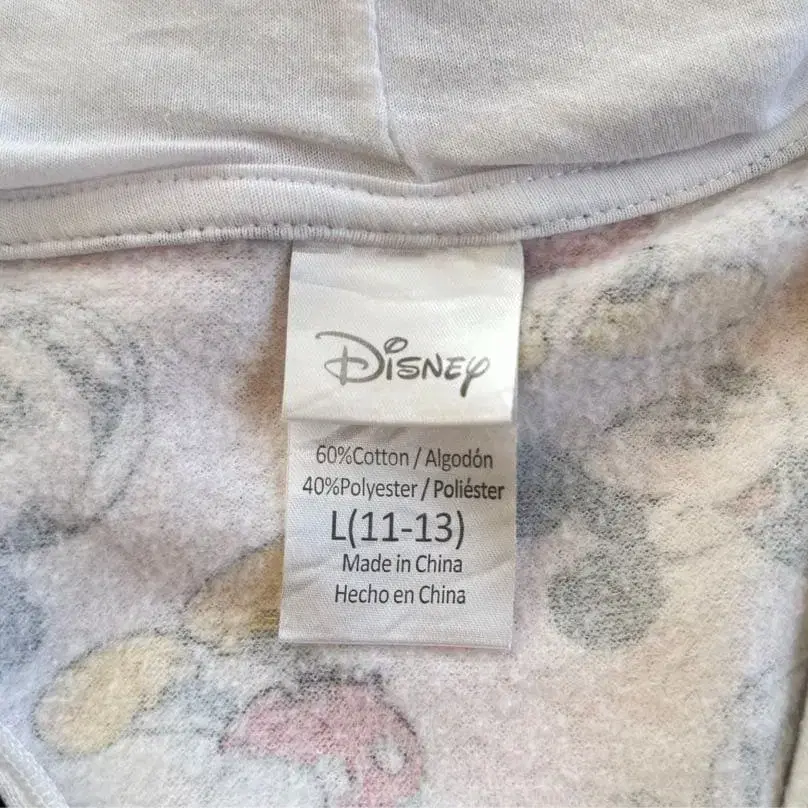 Disney
60%Cotton / Algodón
40%Polyester / Poliéster
L(11-13)
Made in China
Hecho en China